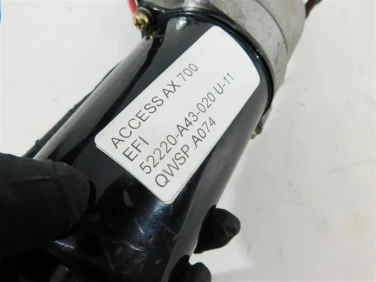 ACCESS AX 700
EFI
52220-A43-020 U-11
QWSP A074